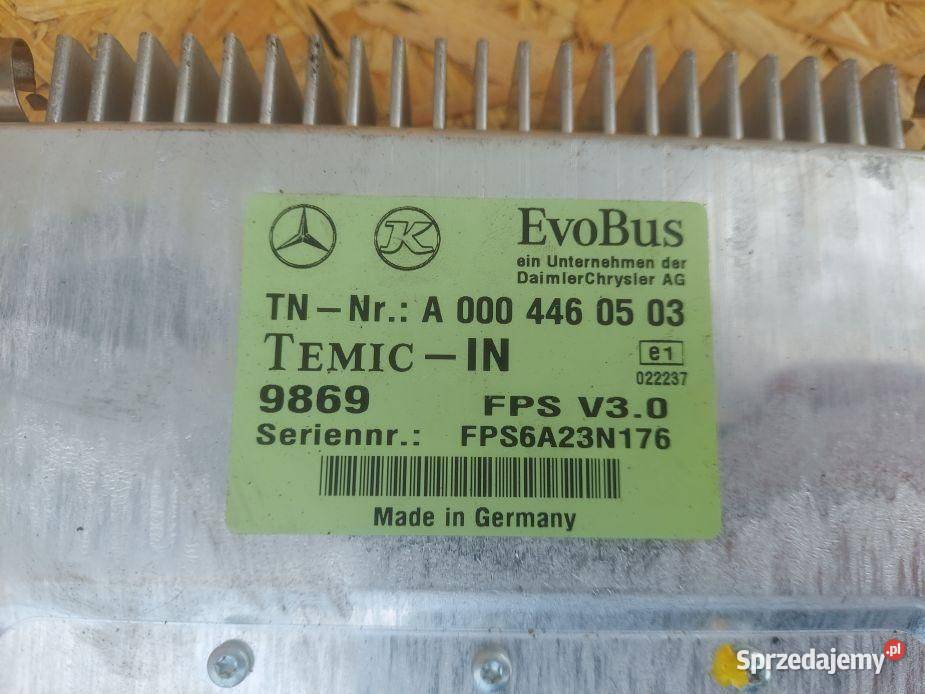 K
EvoBus
ein Unternehmen der
DaimlerChrysler AG
TN-Nr.: A 000 446 05 03
TEMIC-IN
e1
022237
9869 FPS V3.0
Seriennr.: FPS6A23N176
Made in Germany
Sprzedajemy.pl